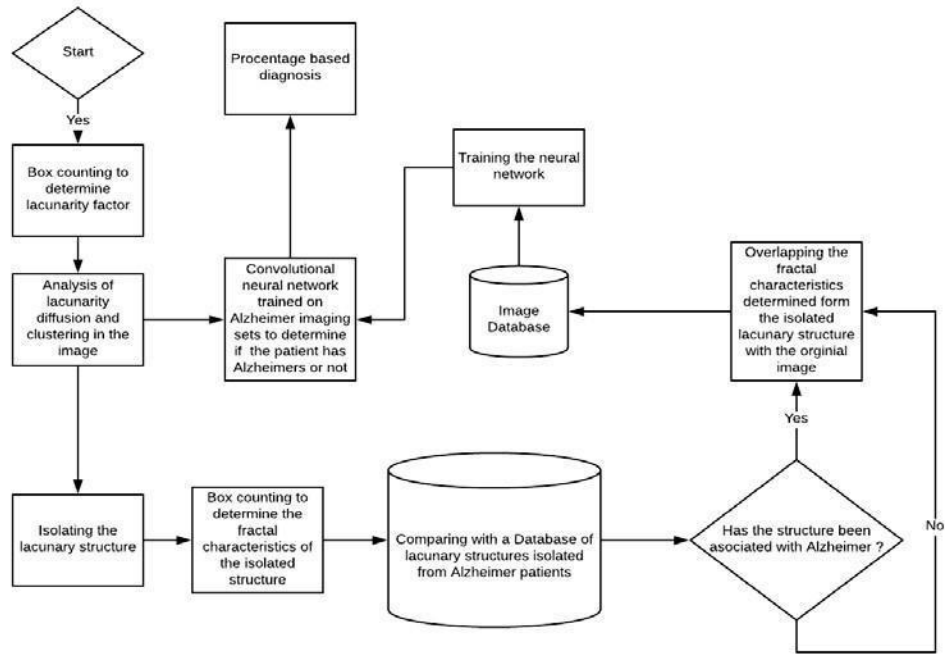 Start
Yes
Box counting to
determine
lacunarity factor
Analysis of
lacunarity
diffusion and
clustering in the
image
Procentage based
diagnosis
Convolutional
neural network
trained on
Alzheimer imaging
sets to determine
if the patient has
Alzheimers or not
Training the neural
network
Image
Database
Overlapping the
fractal
characteristics
determined form
the isolated
lacunary structure
with the orginial
image
Yes
No
Isolating the
lacunary structure
Box counting to
determine the
fractal
characteristics of
the isolated
structure
Comparing with a Database of
lacunary structures isolated
from Alzheimer patients
Has the structure been
asociated with Alzheimer ?